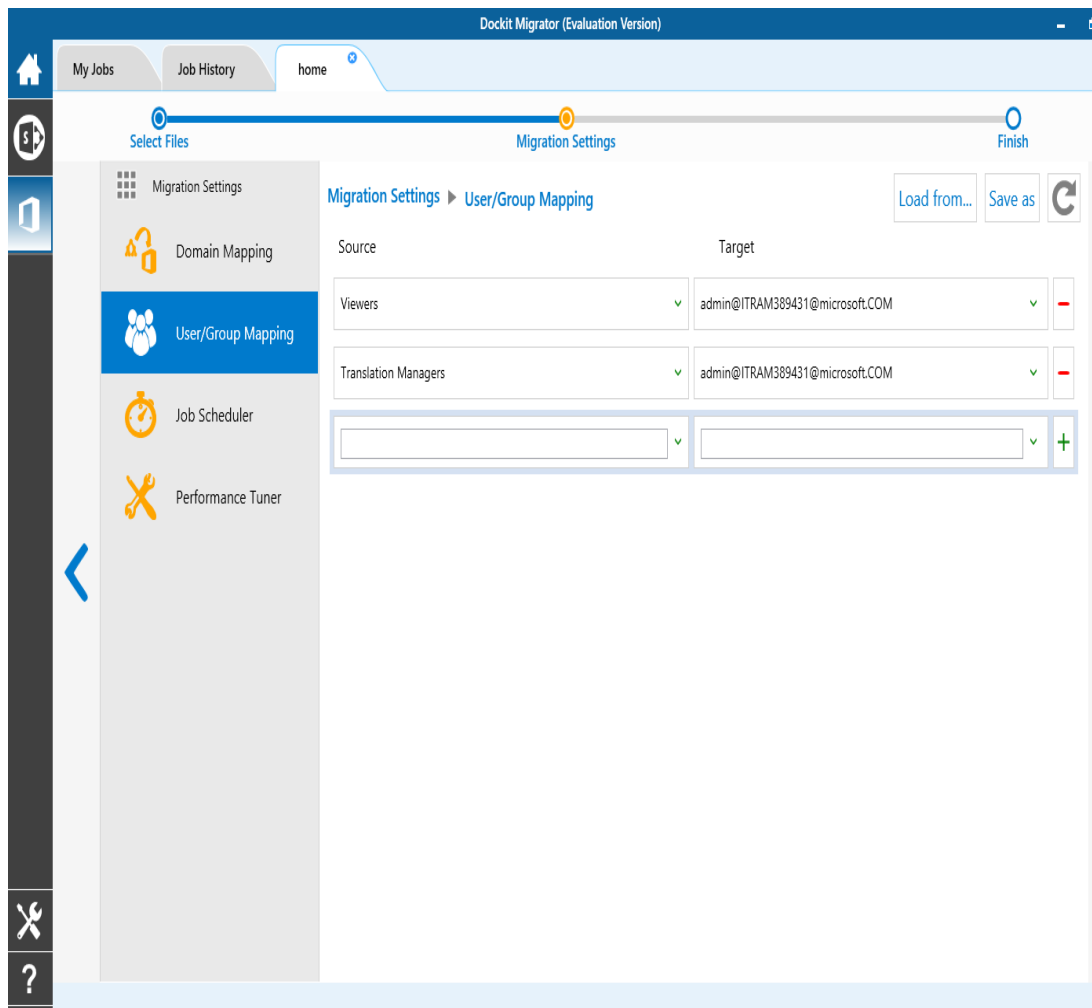 Dockit Migrator (Evaluation Version)
My Jobs
Job History
home
Select Files
Migration Settings
Finish
Migration Settings
Domain Mapping
User/Group Mapping
Job Scheduler
Performance Tuner
Migration Settings ▶ User/Group Mapping
Load from...
Save as
Source
Target
Viewers
admin@ITRAM389431@microsoft.COM
Translation Managers
admin@ITRAM389431@microsoft.COM
S
?